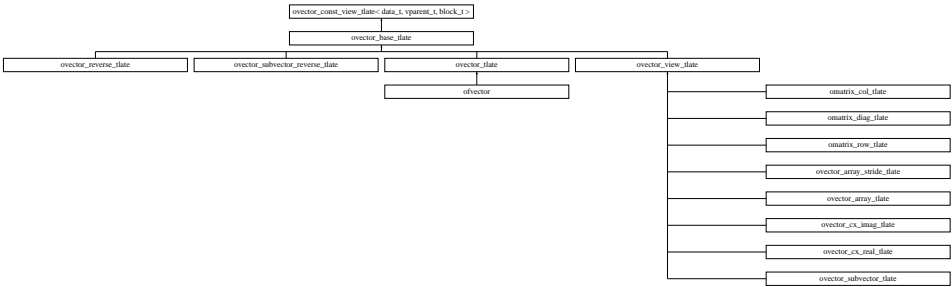 ovector_const_view_tlate< data_t, vparent_t, block_t >
ovector_base_tlate
ovector_reverse_tlate
ovector_subvector_reverse_tlate
ovector_tlate
ovector_view_tlate
ofvector
omatrix_col_tlate
omatrix_diag_tlate
omatrix_row_tlate
ovector_array_stride_tlate
ovector_array_tlate
ovector_cx_imag_tlate
ovector_cx_real_tlate
ovector_subvector_tlate